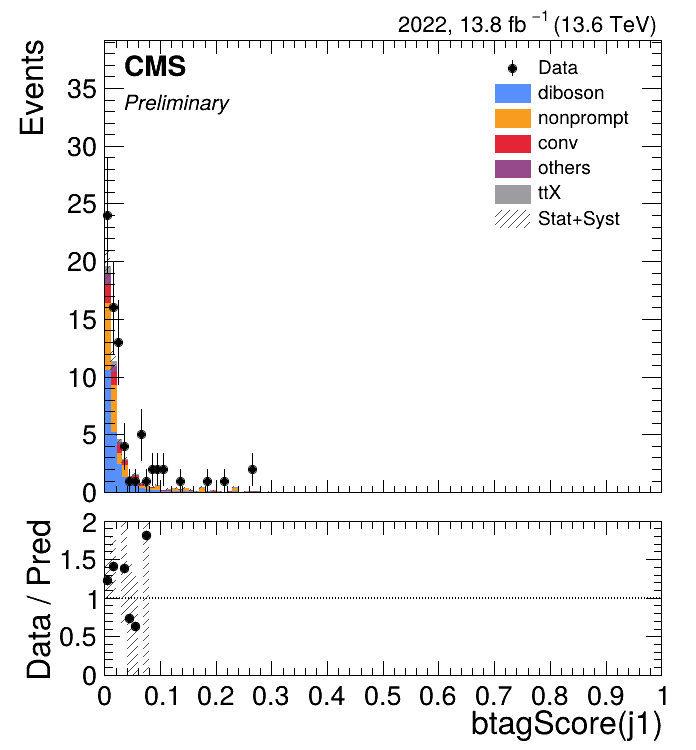 2022, 13.8 fb⁻¹ (13.6 TeV)
Events
CMS
Preliminary
Data
diboson
nonprompt
conv
others
ttX
Stat+Syst
35
30
25
20
15
10
5
0
Data / Pred
2
1.5
1
0.5
0
0 0.1 0.2 0.3 0.4 0.5 0.6 0.7 0.8 0.9 1
btagScore(j1)